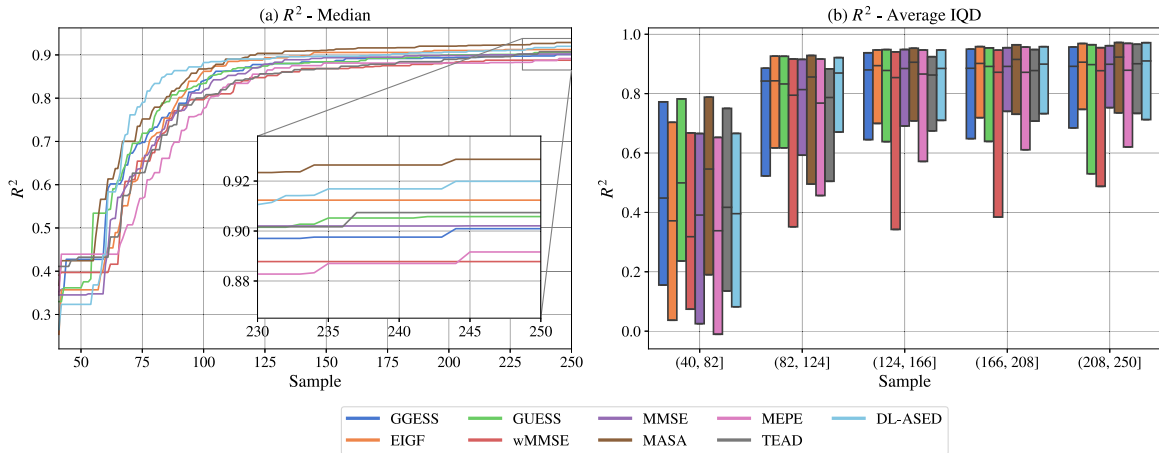 (a) R² - Median
0.9
0.8
0.7
0.6
0.5
0.4
0.3
R²
50
75
100
125
150
175
200
225
250
Sample
0.92
0.90
0.88
230
235
240
245
250
(b) R² - Average IQD
1.0
0.8
0.6
0.4
0.2
0.0
R²
(40, 82]
(82, 124]
(124, 166]
(166, 208]
(208, 250]
Sample
GGESS
GUESS
MMSE
MEPE
DL-ASED
EIGF
wMMSE
MASA
TEAD